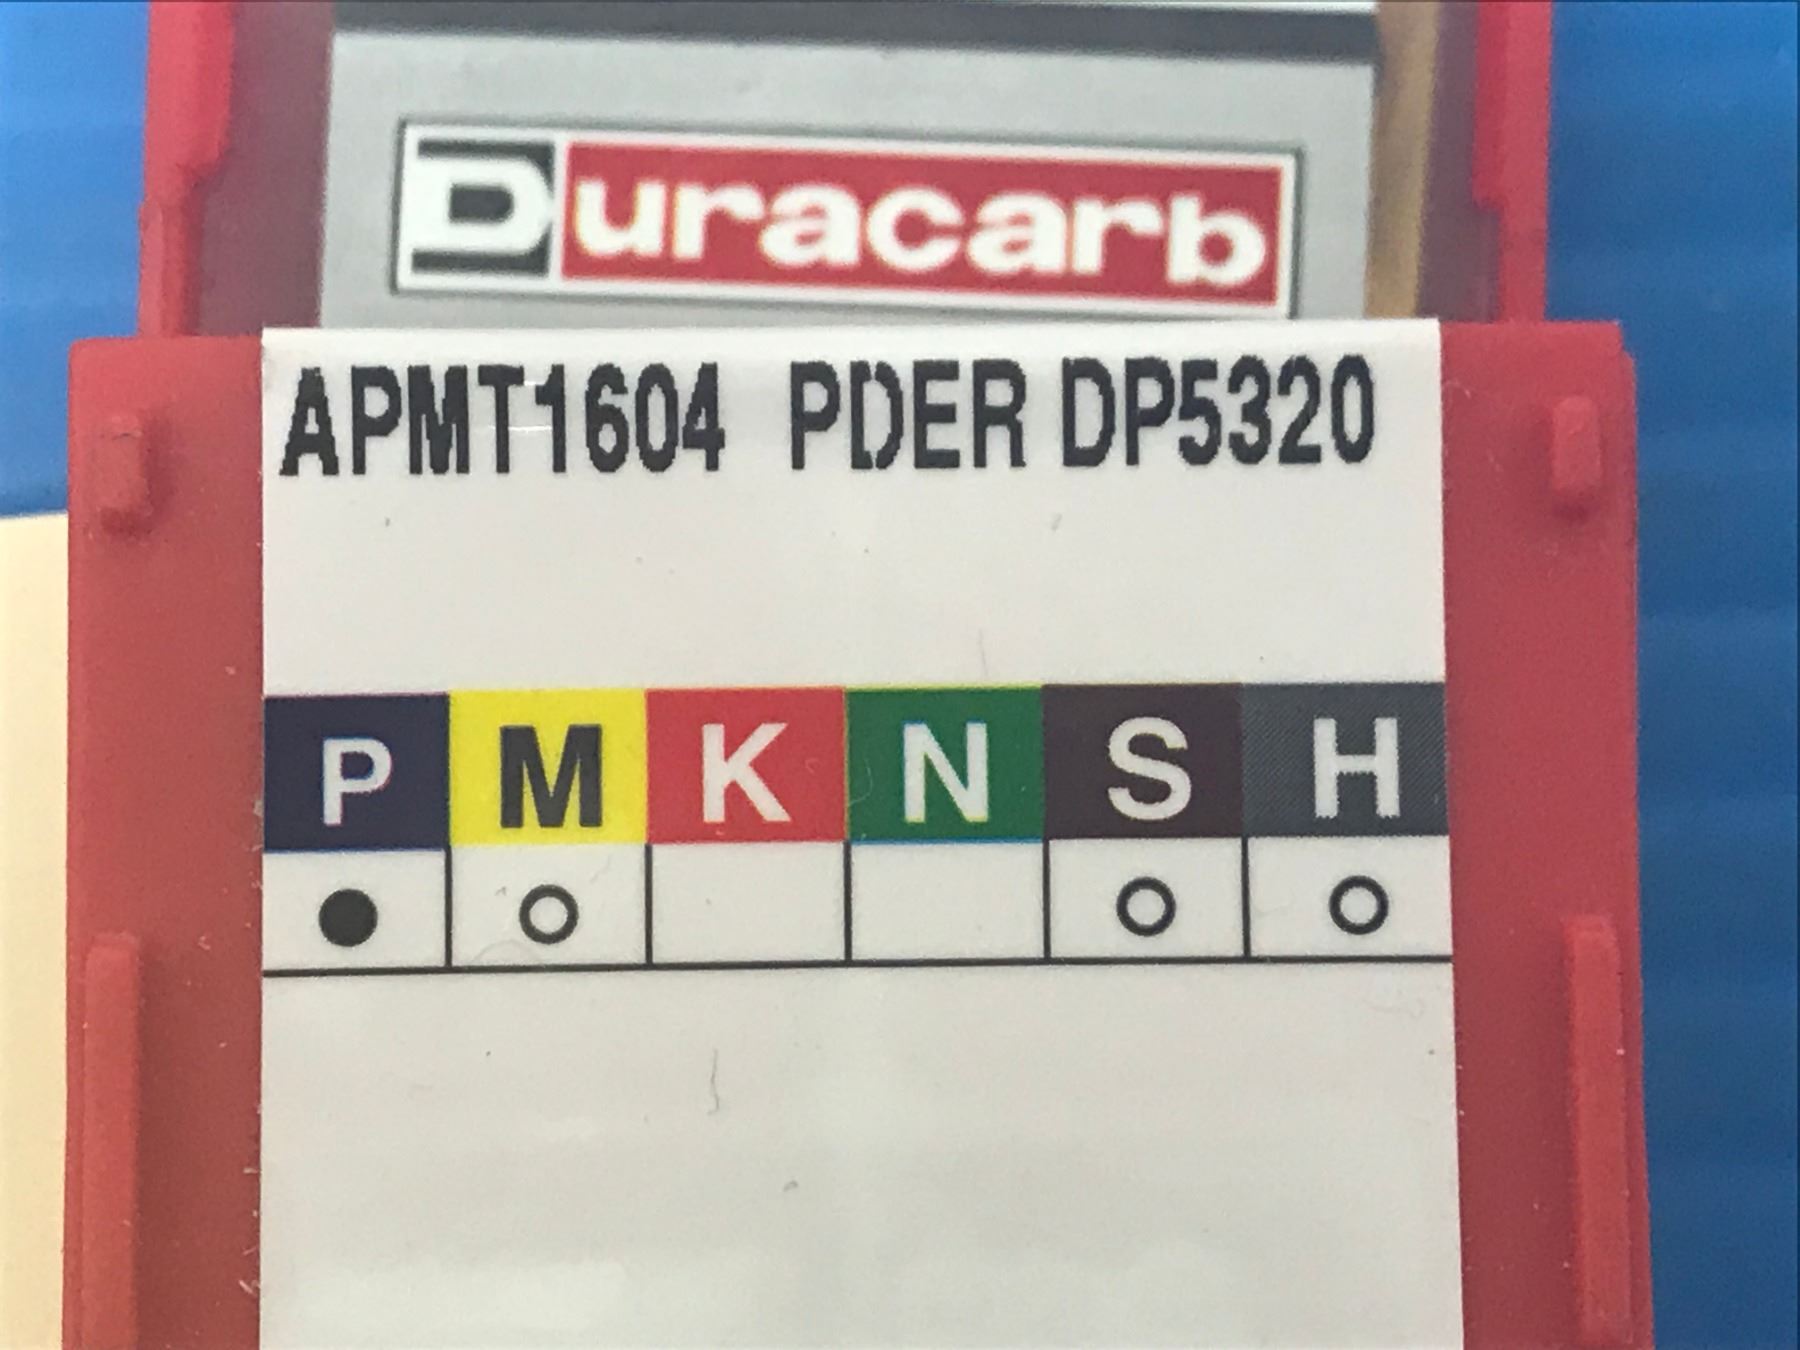 Duracarb
APMT1604 PDER DP5320
P M K N S H